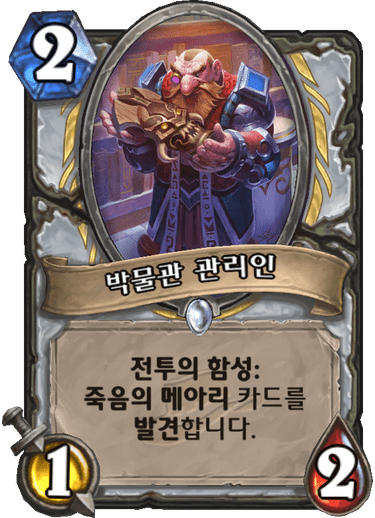 2
박물관 관리인
전투의 함성:
죽음의 메아리 카드를
발견합니다.
1
2